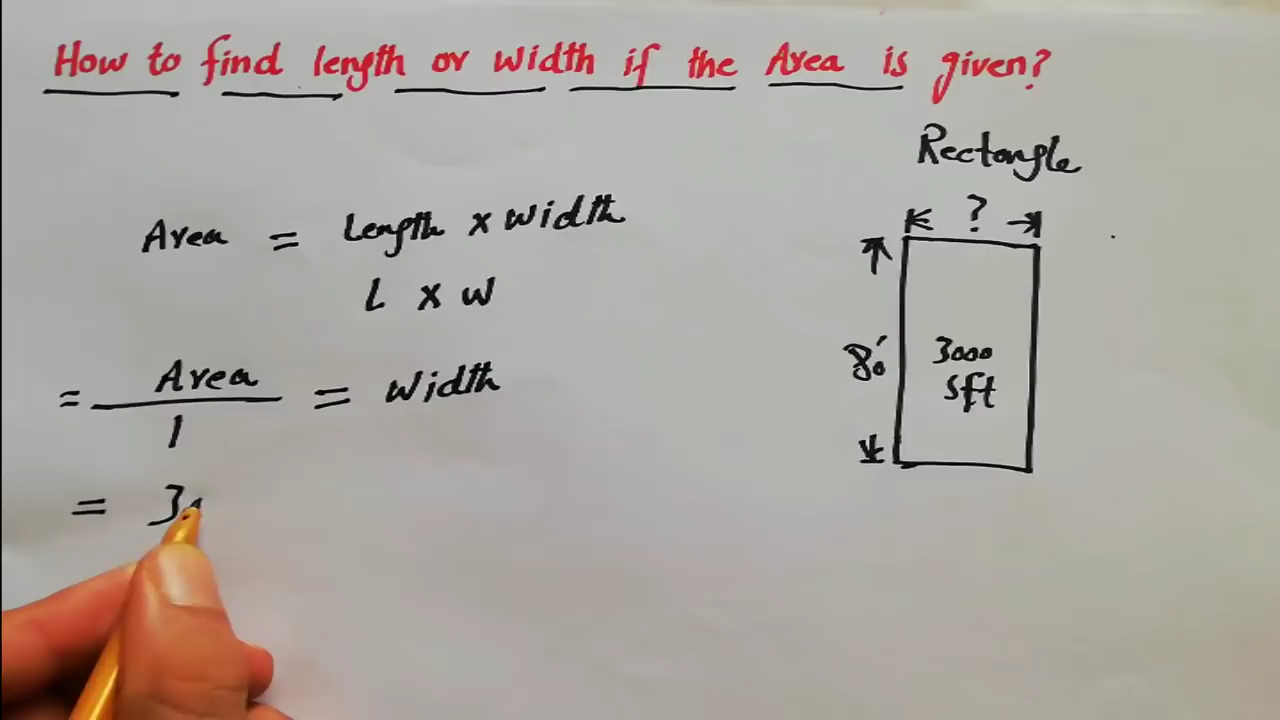 How to find length or width if the Area is given?
Rectangle
Area = Length x Width
?
L x W
80'
3000
sft
= Area / l = Width
= 30